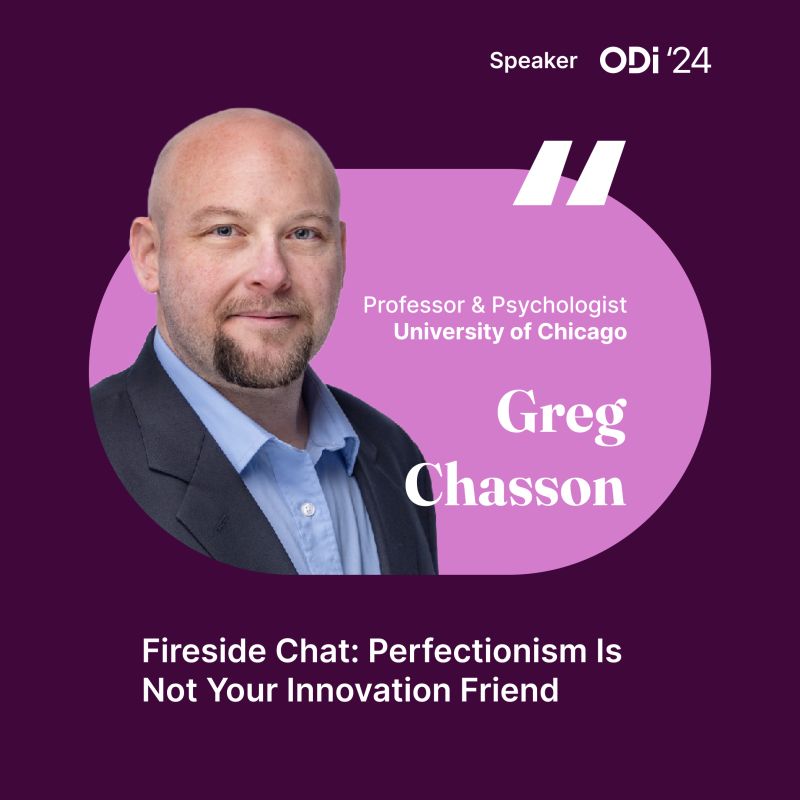 Speaker ODi ‘24
Professor & Psychologist
University of Chicago
Greg
Chasson
Fireside Chat: Perfectionism Is
Not Your Innovation Friend